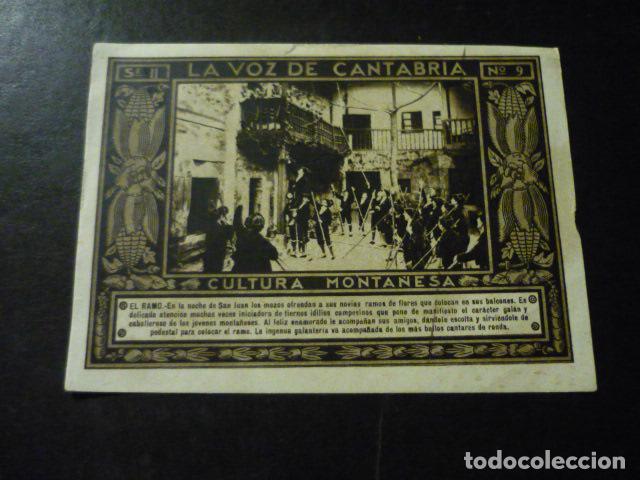 Sᴱ II
LA VOZ DE CANTABRIA
Nº 9
CULTURA MONTAÑESA
EL RAMO.-En la noche de San Juan los mozos ofrendan a sus novias ramos de flores que colocan en sus balcones. Es
delicada atención muchas veces iniciadora de tiernos idilios campesinos que pone de manifiesto el carácter galán y
caballeroso de los jóvenes montañeses. Al feliz enamorado le acompañan sus amigos, dándole escolta y sirviéndole de
pedestal para colocar el ramo. La ingenua galantería va acompañada de los más bellos cantares de ronda.
todocoleccion.net